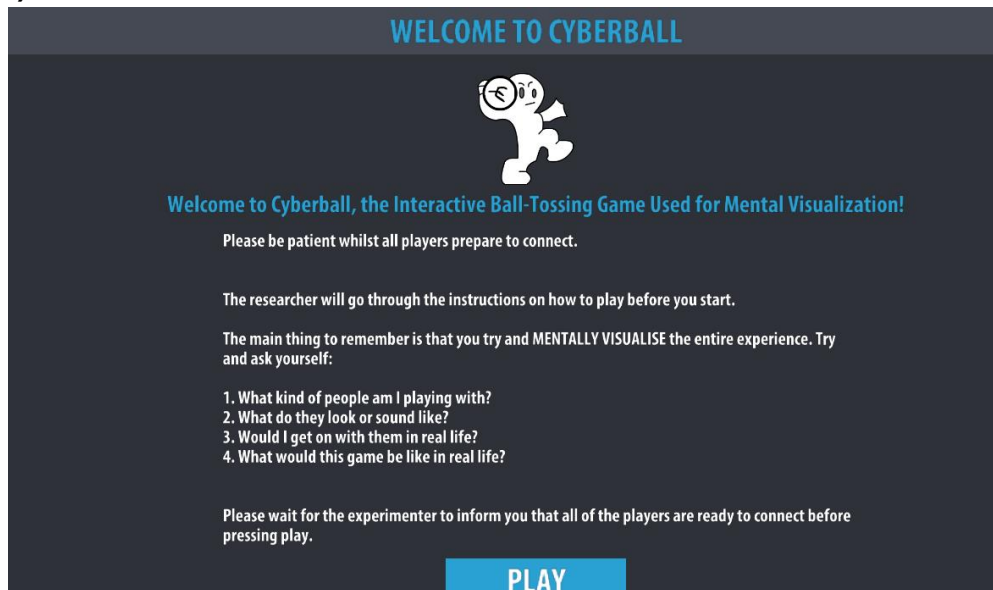 WELCOME TO CYBERBALL
Welcome to Cyberball, the Interactive Ball-Tossing Game Used for Mental Visualization!
Please be patient whilst all players prepare to connect.
The researcher will go through the instructions on how to play before you start.
The main thing to remember is that you try and MENTALLY VISUALISE the entire experience. Try
and ask yourself:
1. What kind of people am I playing with?
2. What do they look or sound like?
3. Would I get on with them in real life?
4. What would this game be like in real life?
Please wait for the experimenter to inform you that all of the players are ready to connect before
pressing play.
PLAY